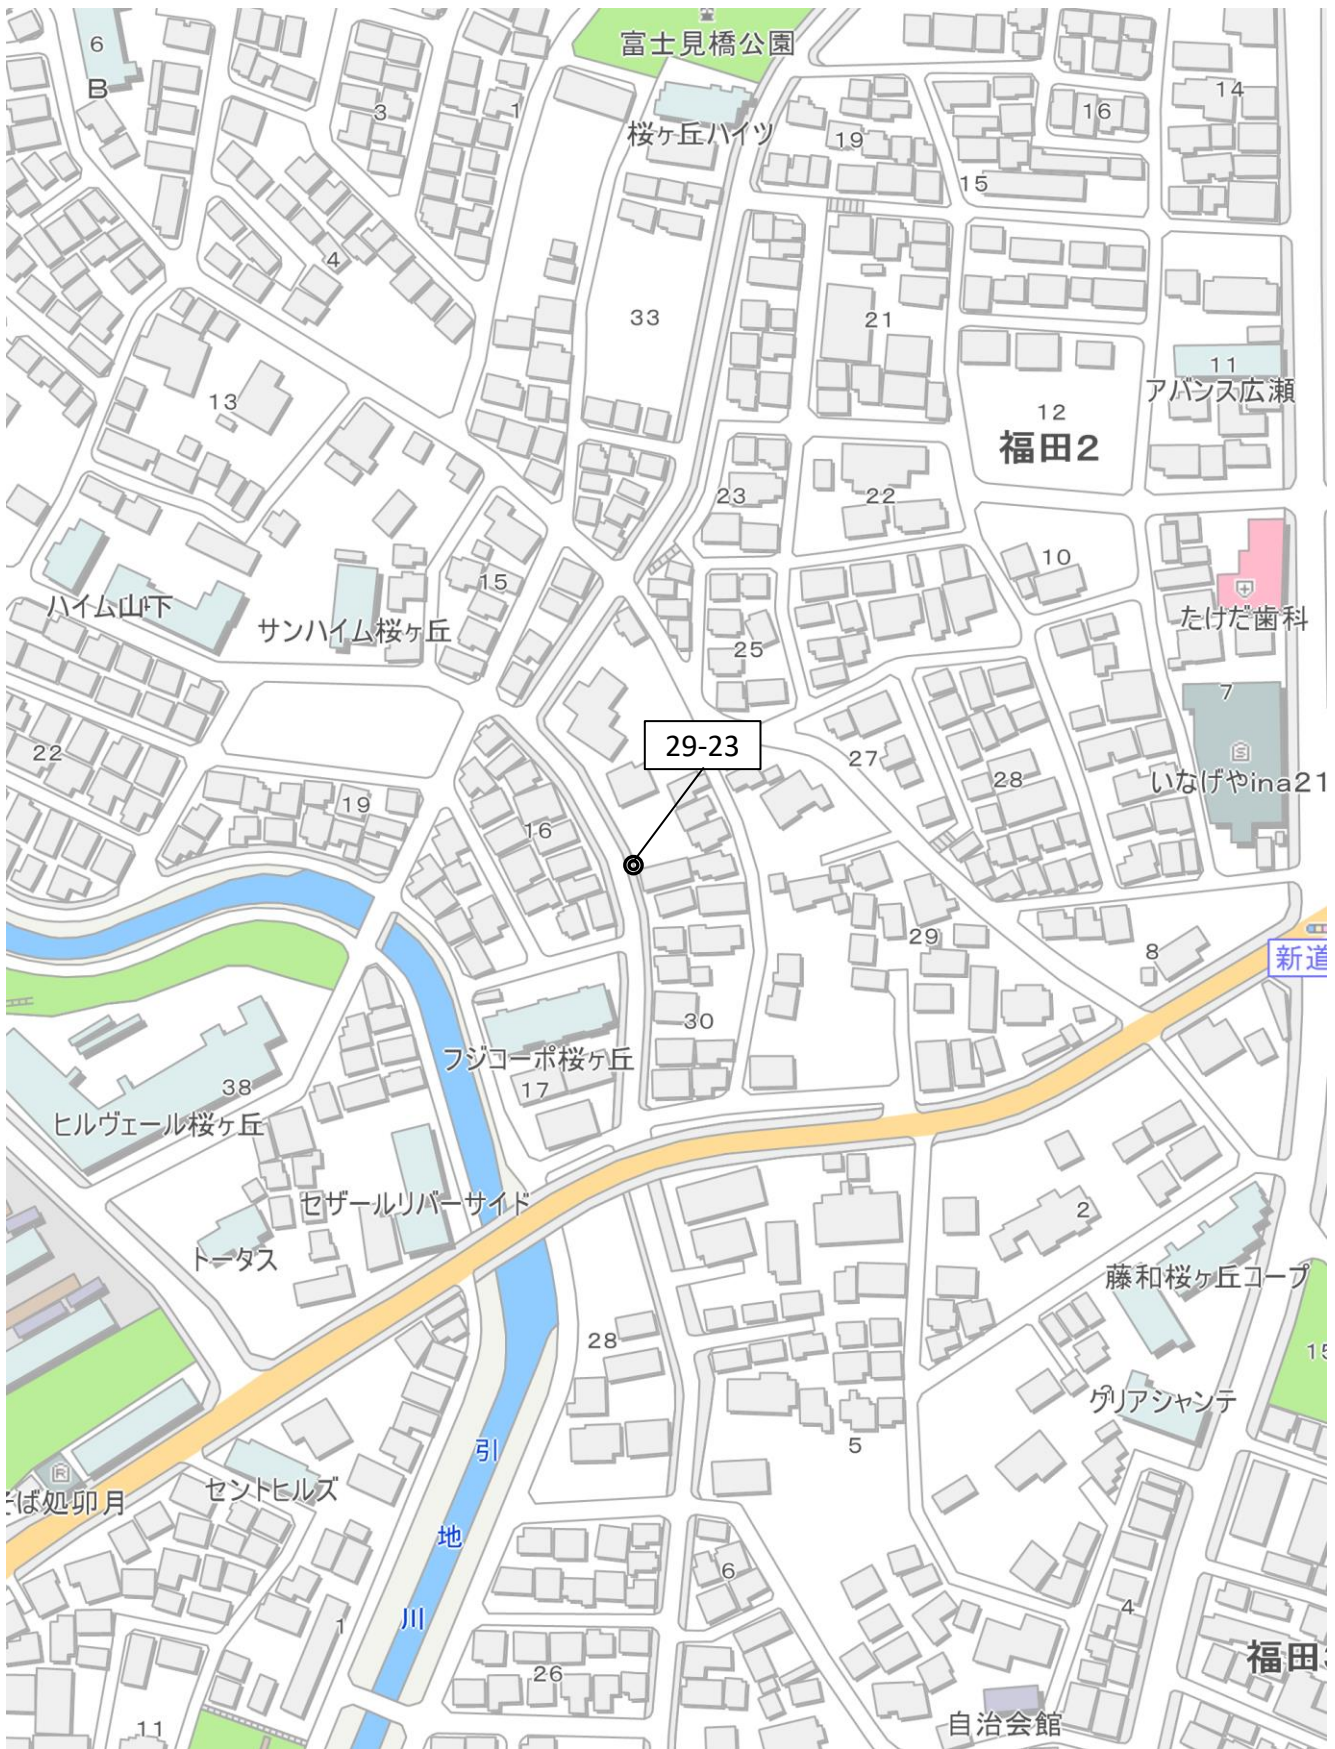 富士見橋公園
6
B
3
1
桜ヶ丘ハイツ
19
16
14
15
4
33
21
11
アバンス広瀬
13
12
福田2
23
22
15
10
ハイム山下
サンハイム桜ヶ丘
たけだ歯科
25
7
29-23
22
27
28
いなげやina21
19
16
29
8
新道
30
フジコーポ桜ヶ丘
17
38
ヒルヴェール桜ヶ丘
セザールリバーサイド
2
トータス
藤和桜ヶ丘コープ
28
15
クリアシャンテ
5
引
地
川
セントヒルズ
そば処卯月
6
1
4
26
福田3
自治会館
11